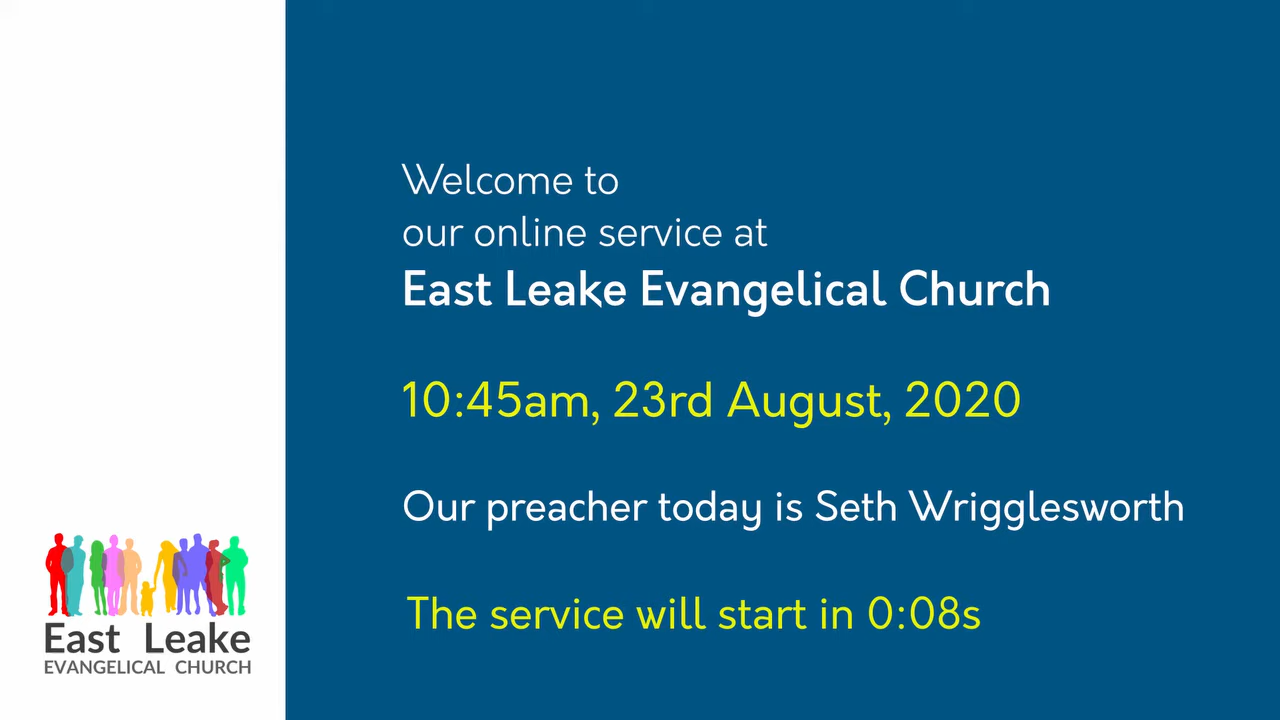 Welcome to
our online service at
East Leake Evangelical Church
10:45am, 23rd August, 2020
Our preacher today is Seth Wrigglesworth
The service will start in 0:08s
East Leake
EVANGELICAL CHURCH